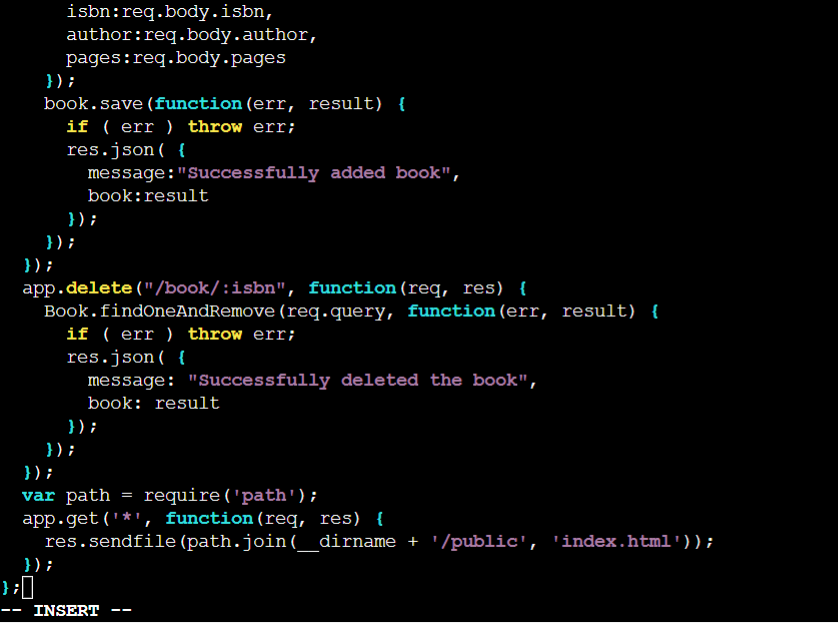 isbn:req.body.isbn,
      author:req.body.author,
      pages:req.body.pages
    });
    book.save(function(err, result) {
      if ( err ) throw err;
      res.json( {
        message:"Successfully added book",
        book:result
      });
    });
  });
  app.delete("/book/:isbn", function(req, res) {
    Book.findOneAndRemove(req.query, function(err, result) {
      if ( err ) throw err;
      res.json( {
        message: "Successfully deleted the book",
        book: result
      });
    });
  });
  var path = require('path');
  app.get('*', function(req, res) {
    res.sendfile(path.join(__dirname + '/public', 'index.html'));
  });
};
-- INSERT --